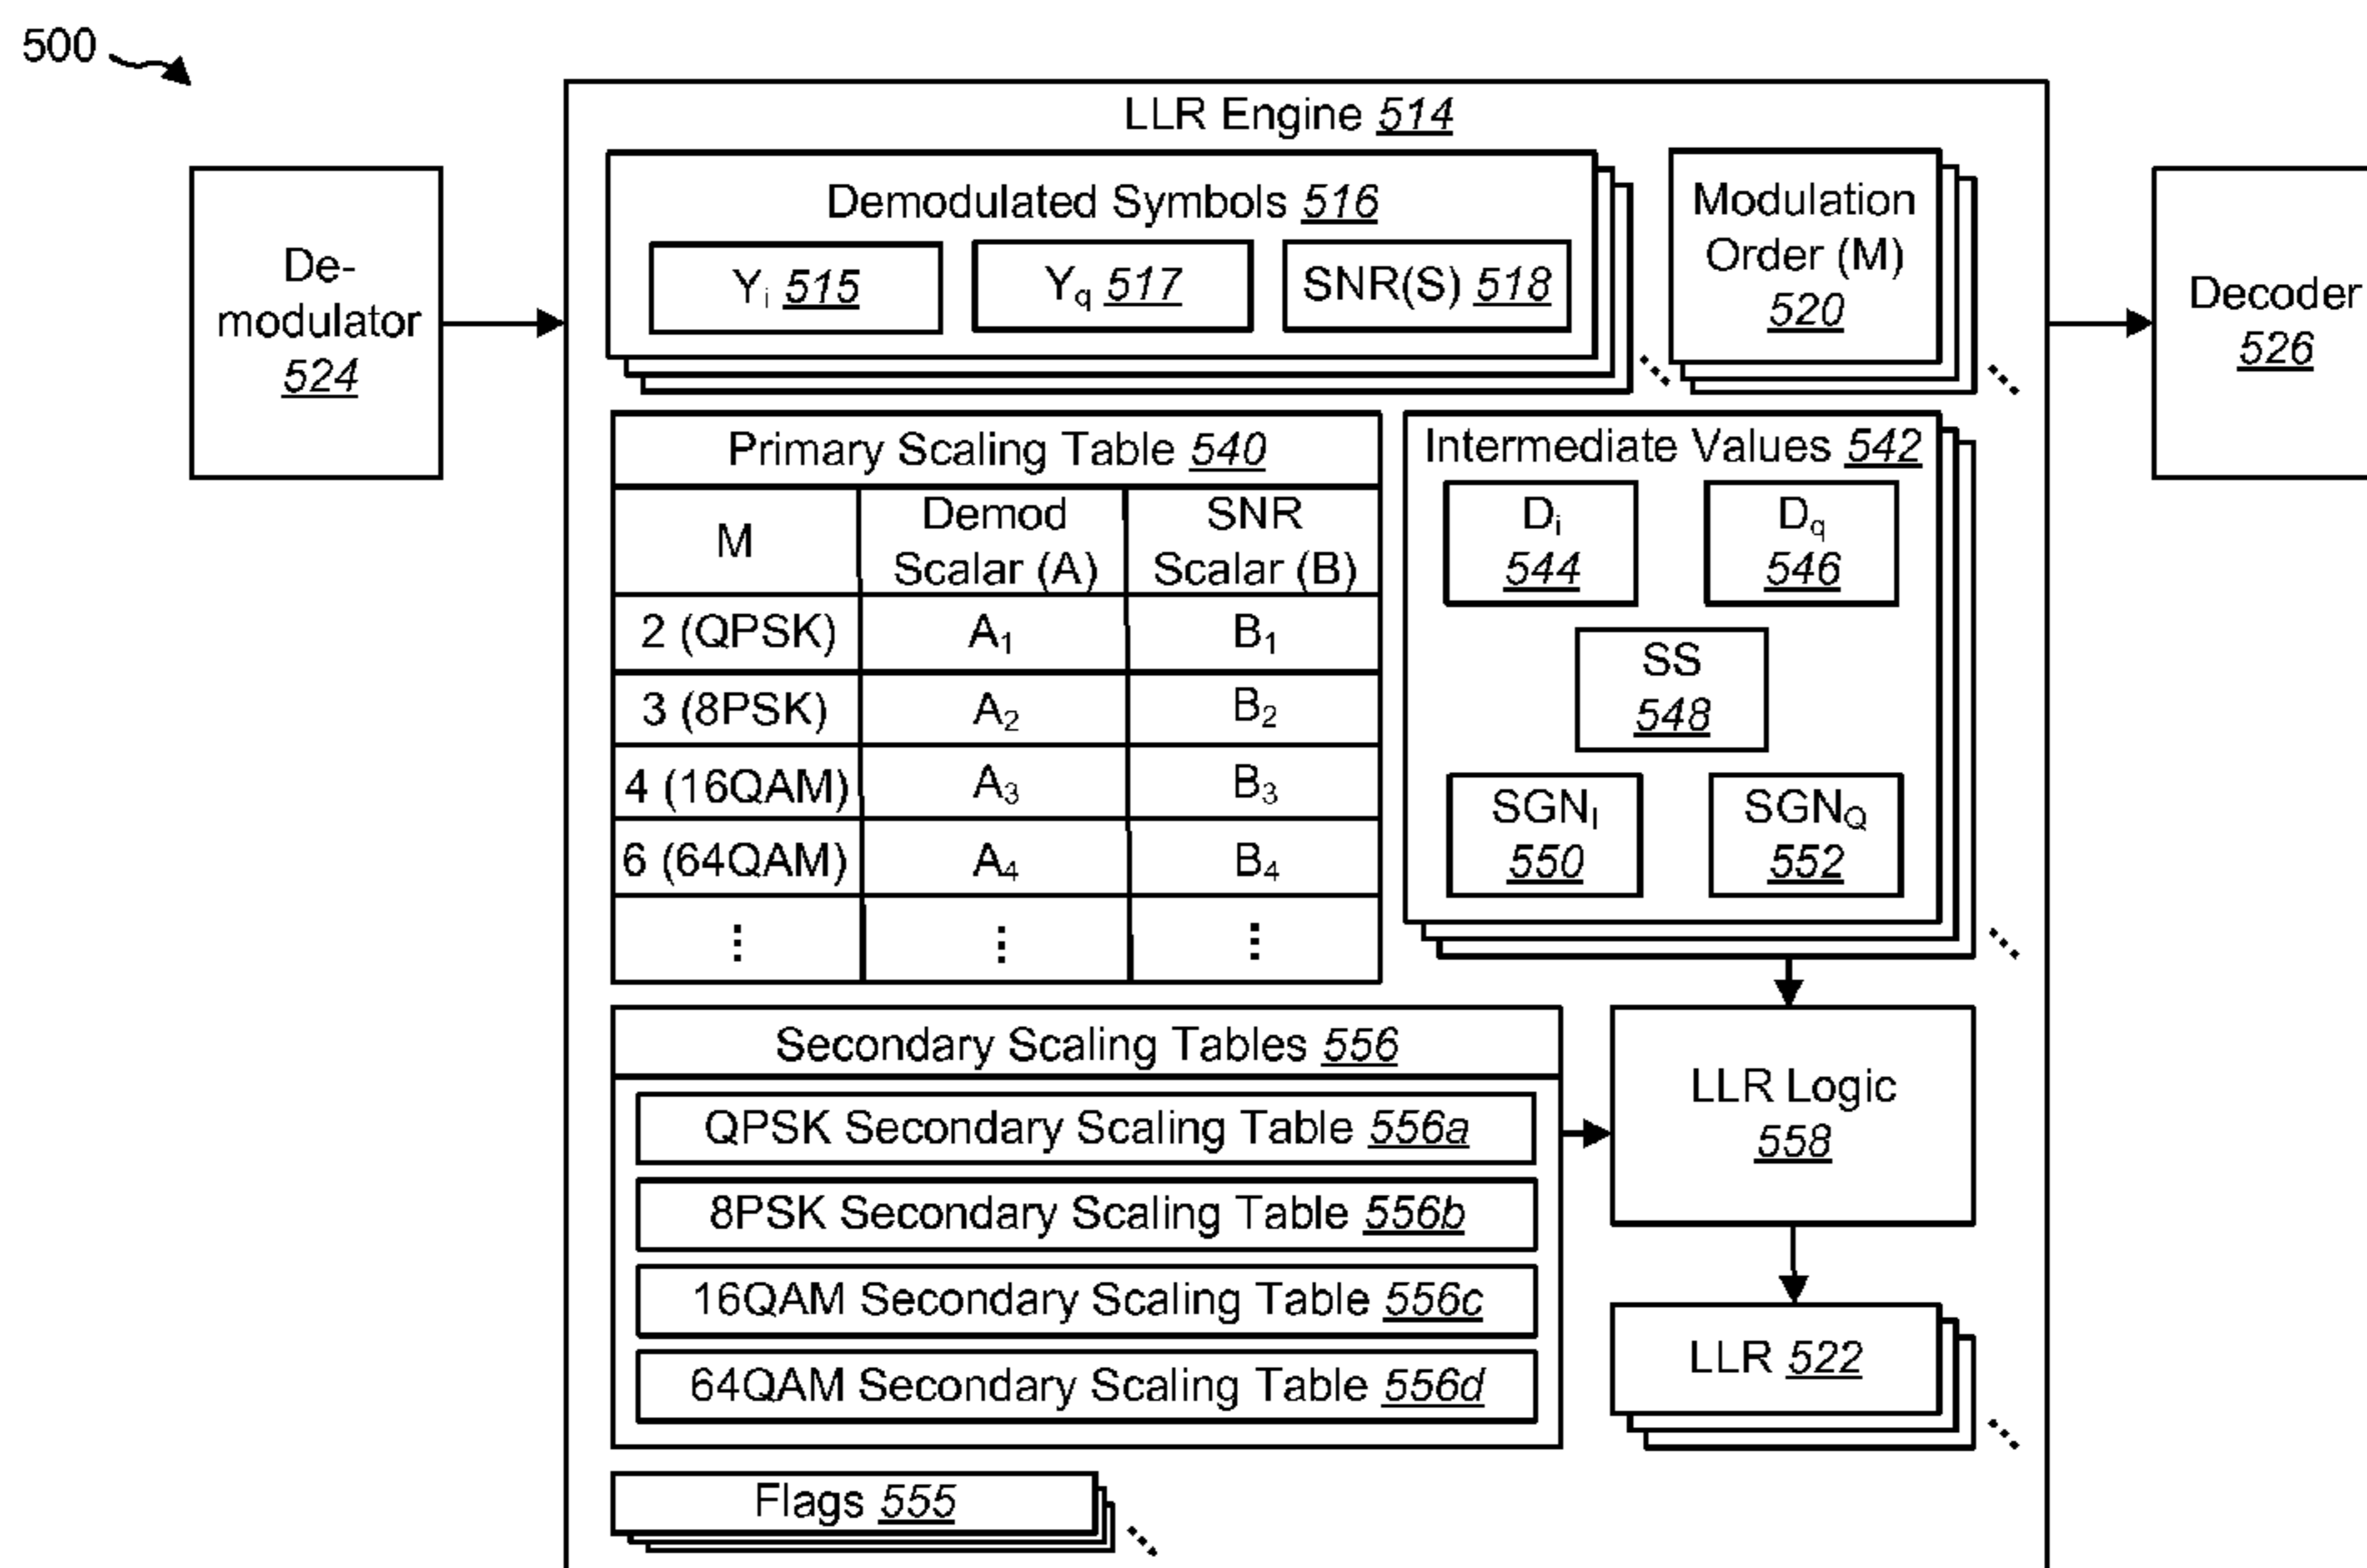 500
LLR Engine 514
De-
modulator
524
Demodulated Symbols 516
Yi 515
Yq 517
SNR(S) 518
Modulation
Order (M)
520
Decoder
526
Primary Scaling Table 540
M
Demod
Scalar (A)
SNR
Scalar (B)
2 (QPSK)
A1
B1
3 (8PSK)
A2
B2
4 (16QAM)
A3
B3
6 (64QAM)
A4
B4
Intermediate Values 542
Di
544
Dq
546
SS
548
SGNI
550
SGNQ
552
Secondary Scaling Tables 556
QPSK Secondary Scaling Table 556a
8PSK Secondary Scaling Table 556b
16QAM Secondary Scaling Table 556c
64QAM Secondary Scaling Table 556d
LLR Logic
558
LLR 522
Flags 555